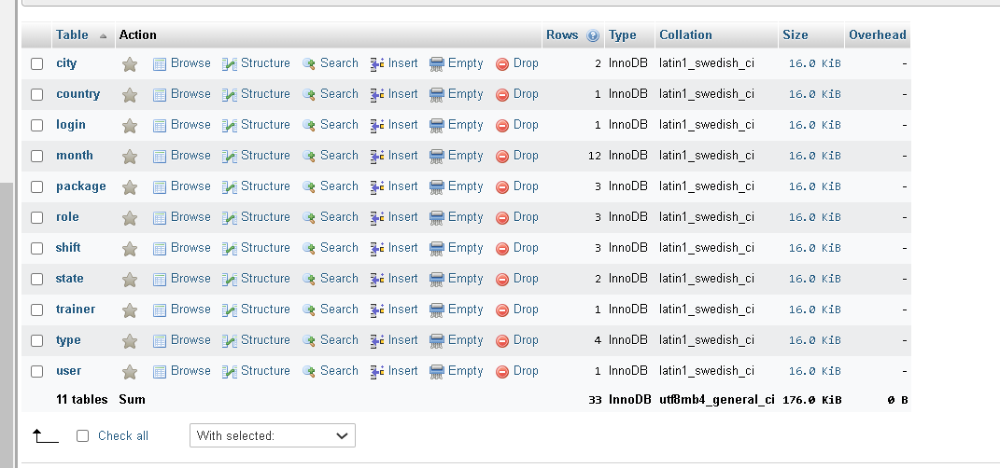 Table Action Rows Type Collation Size Overhead
city Browse Structure Search Insert Empty Drop 2 InnoDB latin1_swedish_ci 16.0 KiB -
country Browse Structure Search Insert Empty Drop 1 InnoDB latin1_swedish_ci 16.0 KiB -
login Browse Structure Search Insert Empty Drop 1 InnoDB latin1_swedish_ci 16.0 KiB -
month Browse Structure Search Insert Empty Drop 12 InnoDB latin1_swedish_ci 16.0 KiB -
package Browse Structure Search Insert Empty Drop 3 InnoDB latin1_swedish_ci 16.0 KiB -
role Browse Structure Search Insert Empty Drop 3 InnoDB latin1_swedish_ci 16.0 KiB -
shift Browse Structure Search Insert Empty Drop 3 InnoDB latin1_swedish_ci 16.0 KiB -
state Browse Structure Search Insert Empty Drop 2 InnoDB latin1_swedish_ci 16.0 KiB -
trainer Browse Structure Search Insert Empty Drop 1 InnoDB latin1_swedish_ci 16.0 KiB -
type Browse Structure Search Insert Empty Drop 4 InnoDB latin1_swedish_ci 16.0 KiB -
user Browse Structure Search Insert Empty Drop 1 InnoDB latin1_swedish_ci 16.0 KiB -
11 tables Sum 33 InnoDB utf8mb4_general_ci 176.0 KiB 0 B
Check all With selected: